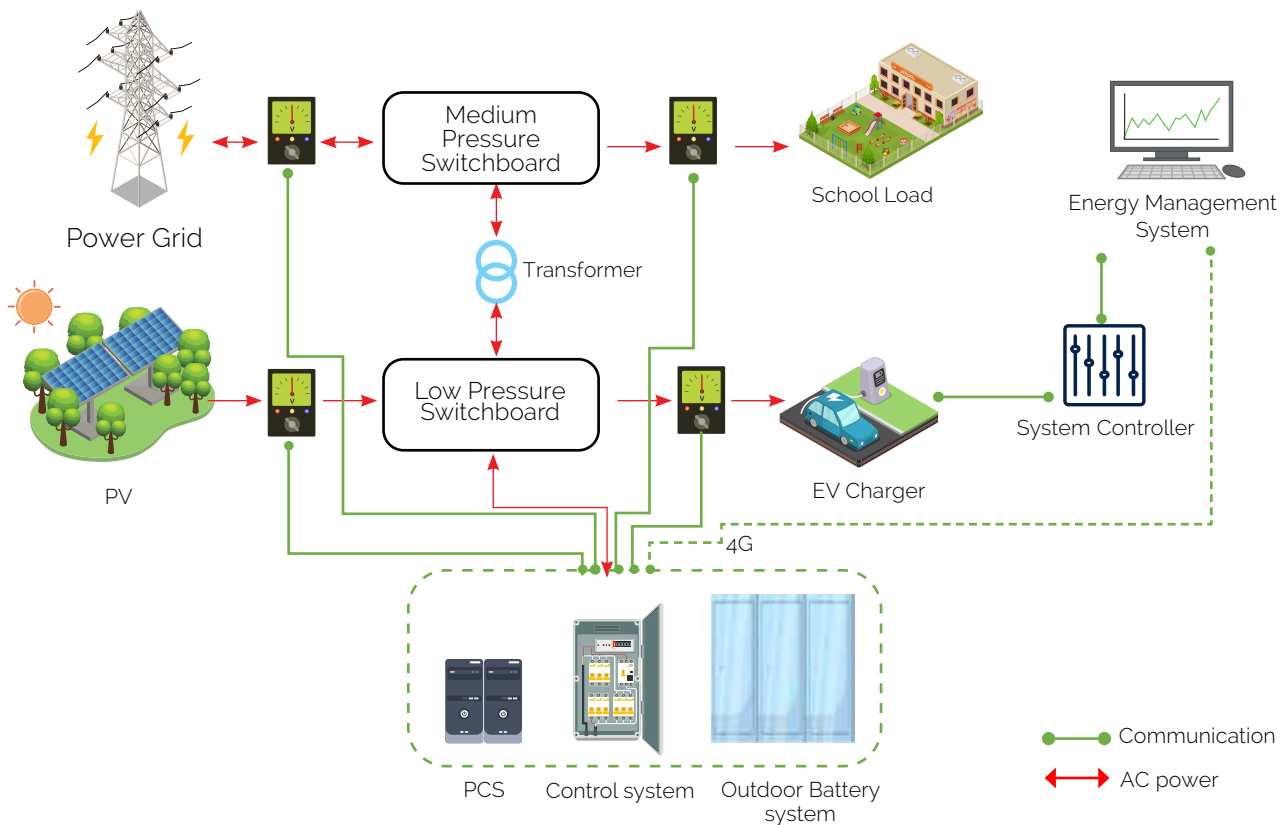 Medium
Pressure
Switchboard
V
V
Power Grid
School Load
Energy Management
System
Transformer
Low Pressure
Switchboard
V
V
System Controller
PV
EV Charger
4G
PCS
Control system
Outdoor Battery
system
Communication
AC power